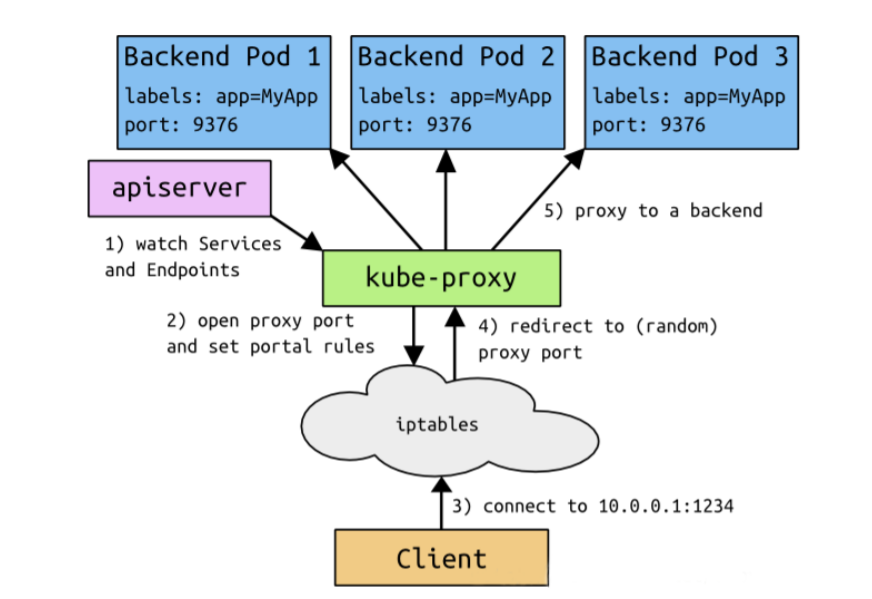 Backend Pod 1
labels: app=MyApp
port: 9376
Backend Pod 2
labels: app=MyApp
port: 9376
Backend Pod 3
labels: app=MyApp
port: 9376
apiserver
1) watch Services
and Endpoints
5) proxy to a backend
kube-proxy
2) open proxy port
and set portal rules
4) redirect to (random)
proxy port
iptables
3) connect to 10.0.0.1:1234
Client